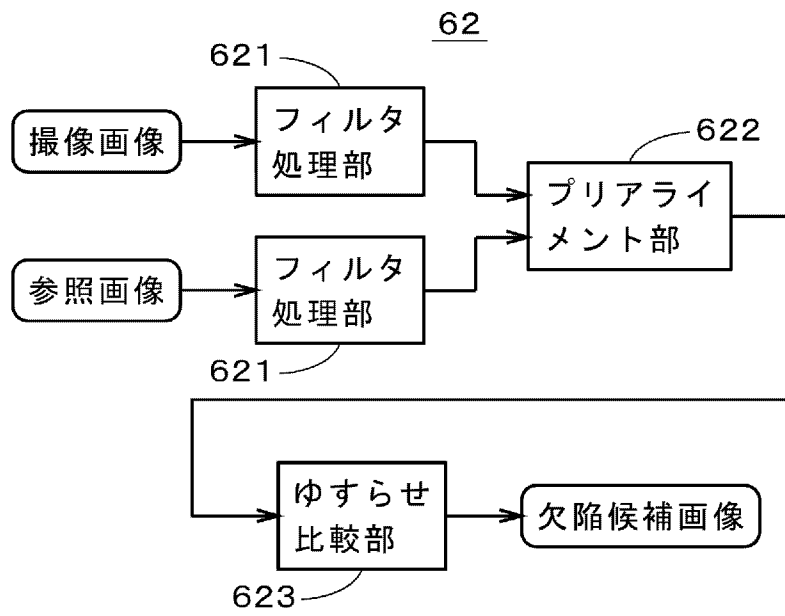 62
621
撮像画像
フィルタ
処理部
622
プリアライ
メント部
参照画像
フィルタ
処理部
621
ゆすらせ
比較部
欠陥候補画像
623